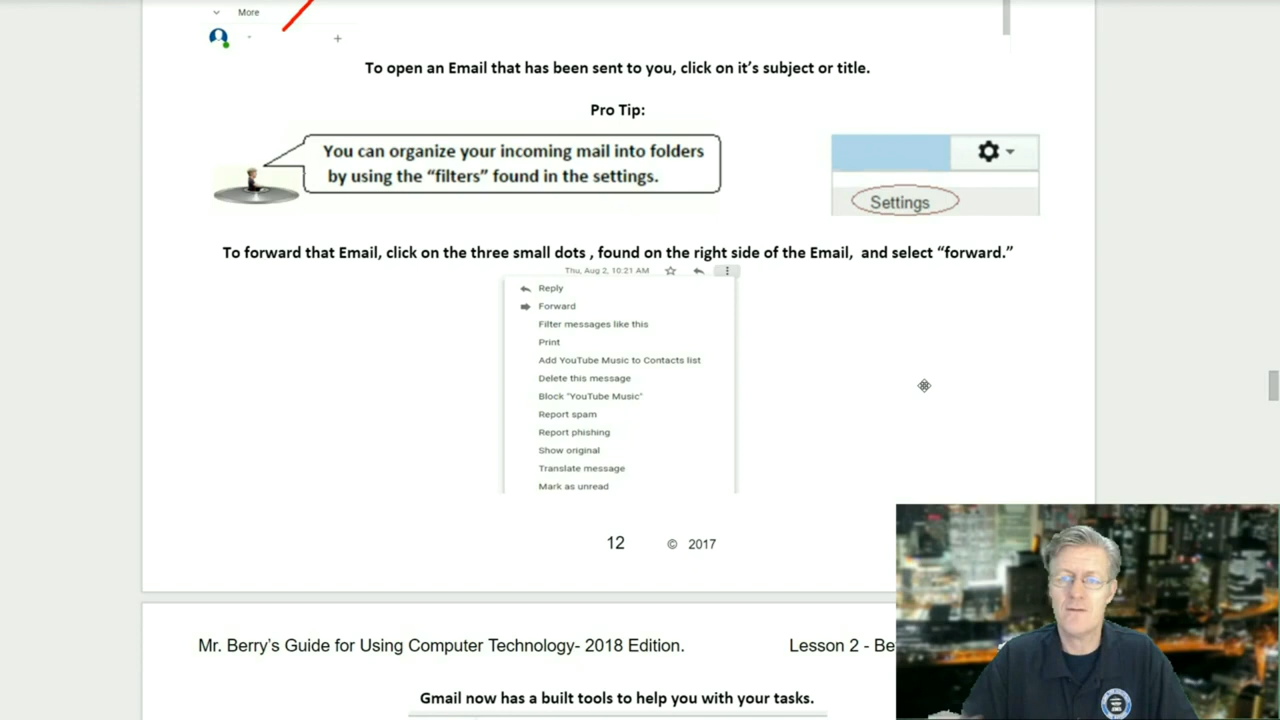 More
To open an Email that has been sent to you, click on it's subject or title.
Pro Tip:
You can organize your incoming mail into folders
by using the “filters” found in the settings.
Settings
To forward that Email, click on the three small dots , found on the right side of the Email, and select “forward.”
Thu, Aug 2, 10:21 AM
Reply
Forward
Filter messages like this
Print
Add YouTube Music to Contacts list
Delete this message
Block "YouTube Music"
Report spam
Report phishing
Show original
Translate message
Mark as unread
12 © 2017
Mr. Berry’s Guide for Using Computer Technology- 2018 Edition. Lesson 2 - Be
Gmail now has a built tools to help you with your tasks.